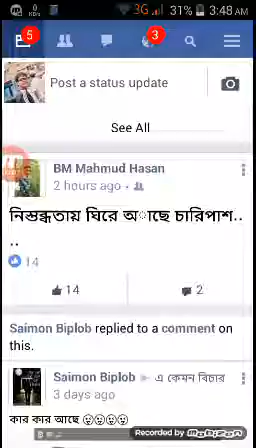 0
K/s
3G
31%
3:48 AM
5
3
Post a status update
See All
BM Mahmud Hasan
2 hours ago
নিস্তব্ধতায় ঘিরে অাছে চারিপাশ..
..
14
14
2
Saimon Biplob replied to a comment on
this.
Saimon Biplob ▶ এ কেমন বিচার
3 days ago
কার কার আছে
Recorded by MOBIZEN